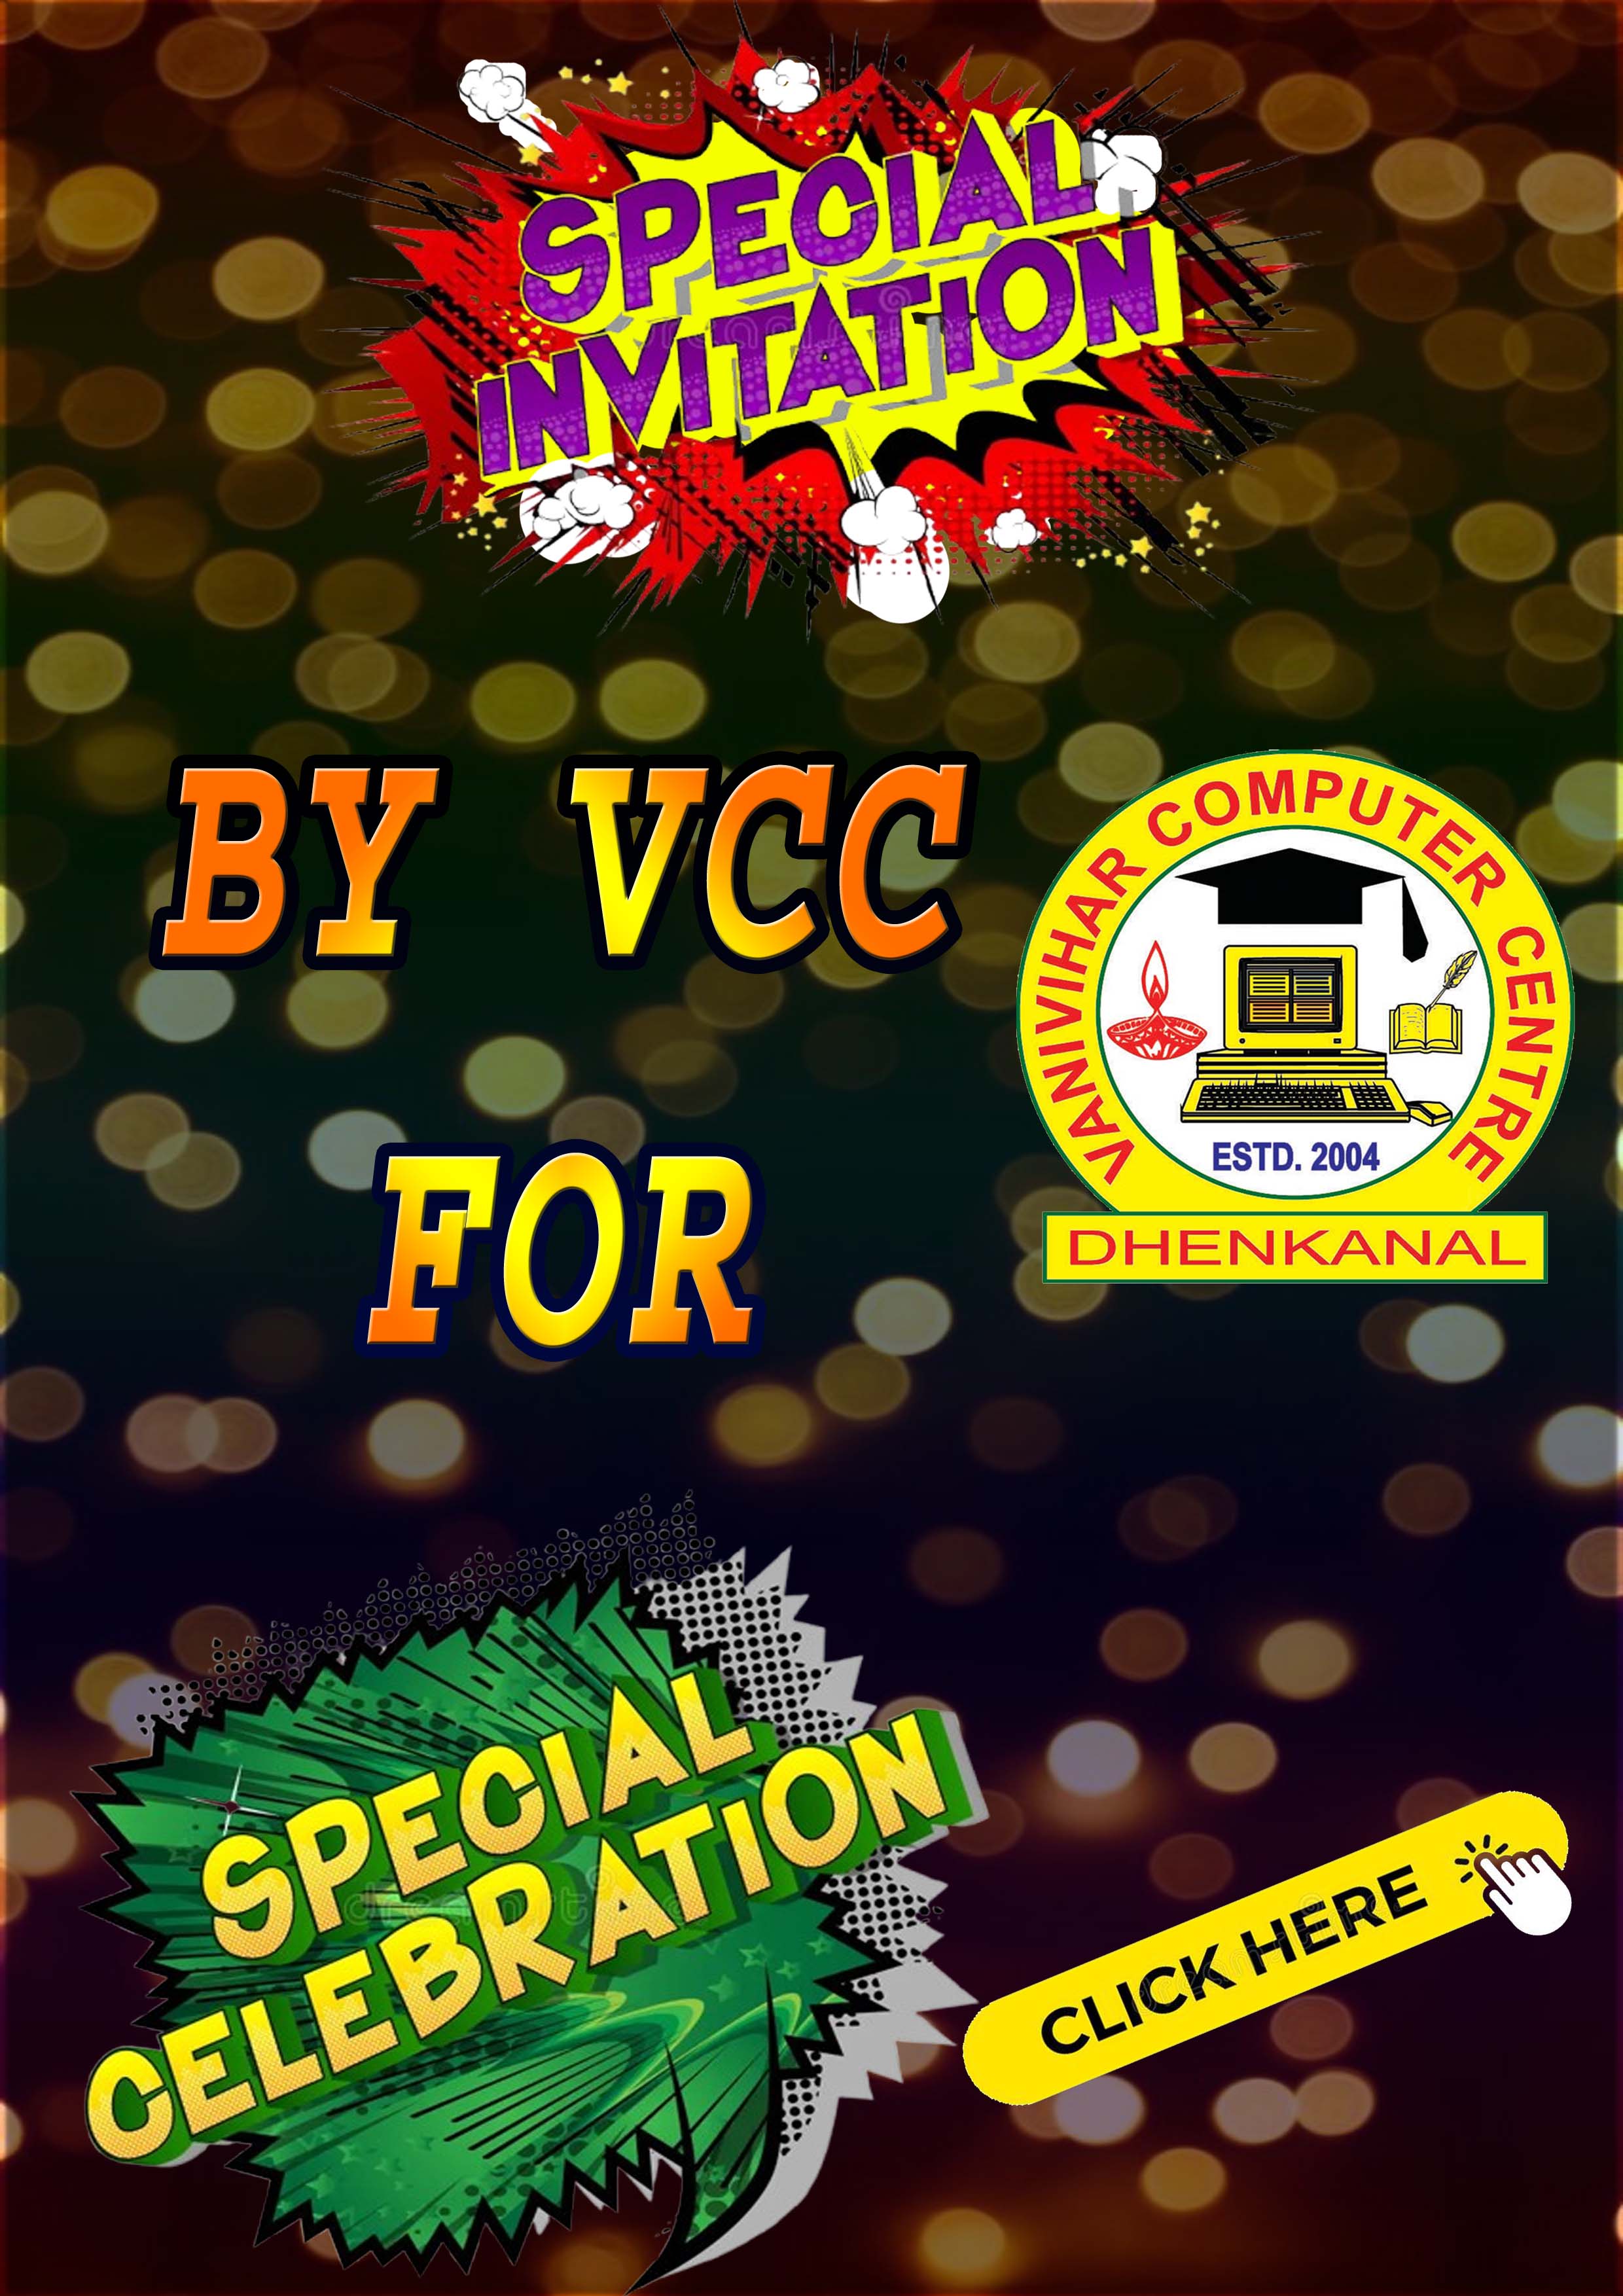 SPECIAL
INVITATION
BY VCC
VANIVIHAR COMPUTER CENTRE
ESTD. 2004
DHENKANAL
FOR
SPECIAL
CELEBRATION
CLICK HERE